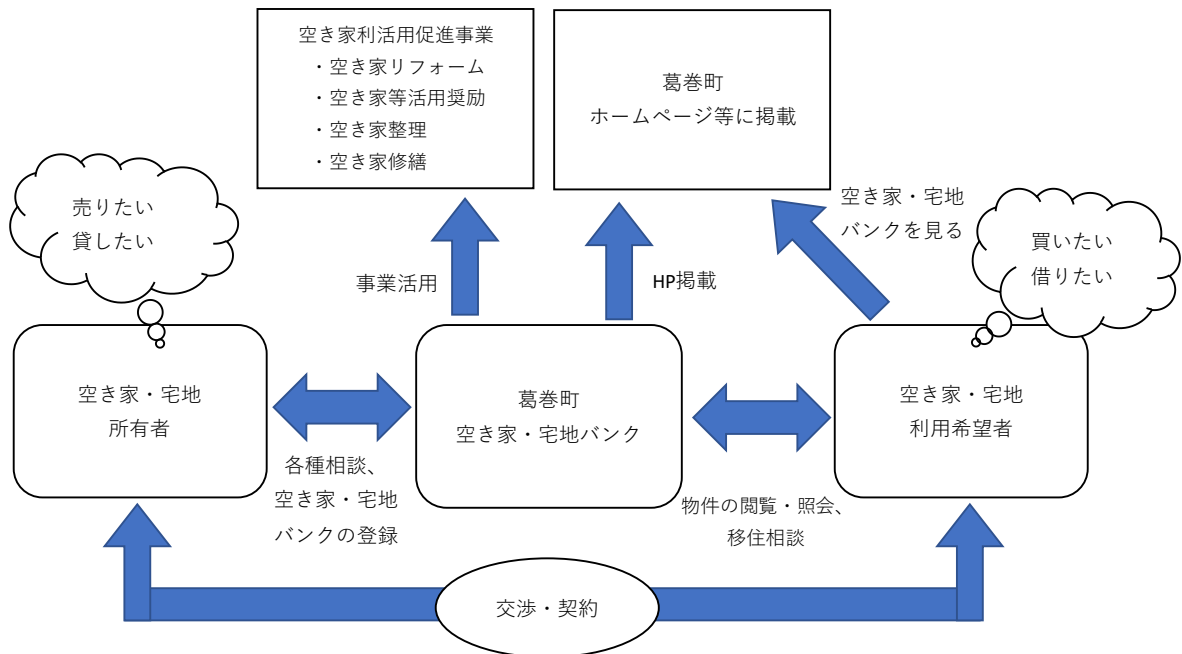 空き家利活用促進事業
・空き家リフォーム
・空き家等活用奨励
・空き家整理
・空き家修繕
葛巻町
ホームページ等に掲載
売りたい
貸したい
空き家・宅地
バンクを見る
買いたい
借りたい
事業活用
HP掲載
空き家・宅地
所有者
葛巻町
空き家・宅地バンク
空き家・宅地
利用希望者
各種相談、
空き家・宅地
バンクの登録
物件の閲覧・照会、
移住相談
交渉・契約